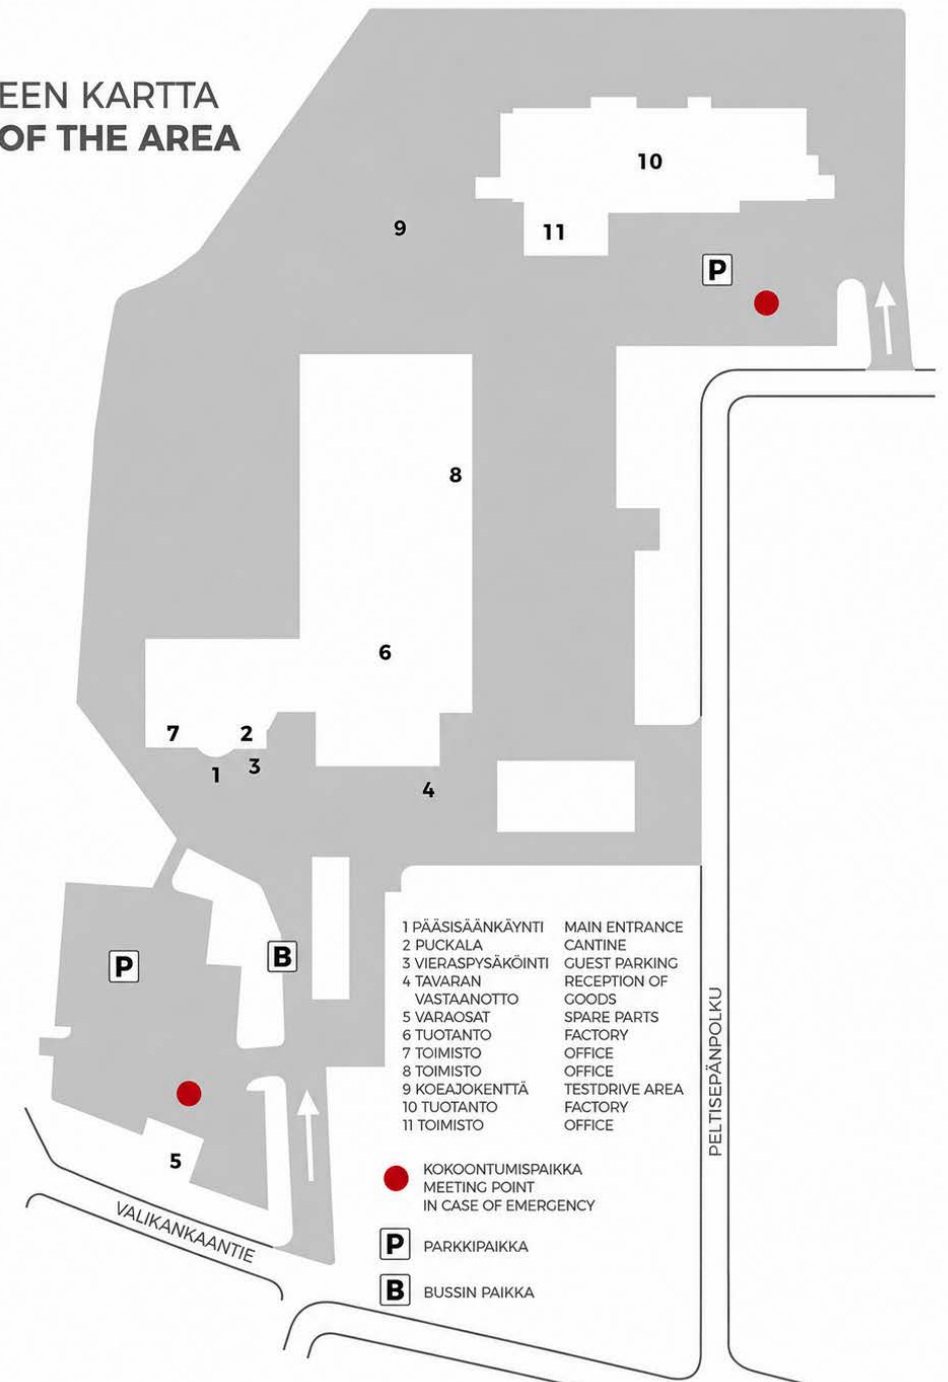 EEN KARTTA
OF THE AREA
10
9
11
P
8
6
7
2
3
1
4
P
B
1 PÄÄSISÄÄNKÄYNTI MAIN ENTRANCE
2 PUCKALA CANTINE
3 VIERASPYSÄKÖINTI GUEST PARKING
4 TAVARAN RECEPTION OF
VASTAANOTTO GOODS
5 VARAOSAT SPARE PARTS
6 TUOTANTO FACTORY
7 TOIMISTO OFFICE
8 TOIMISTO OFFICE
9 KOEAJOKENTTÄ TESTDRIVE AREA
10 TUOTANTO FACTORY
11 TOIMISTO OFFICE
PELTISEPÄNPOLKU
5
KOKOONTUMISPAIKKA
MEETING POINT
IN CASE OF EMERGENCY
VALIKANKAANTIE
P PARKKIPAIKKA
B BUSSIN PAIKKA